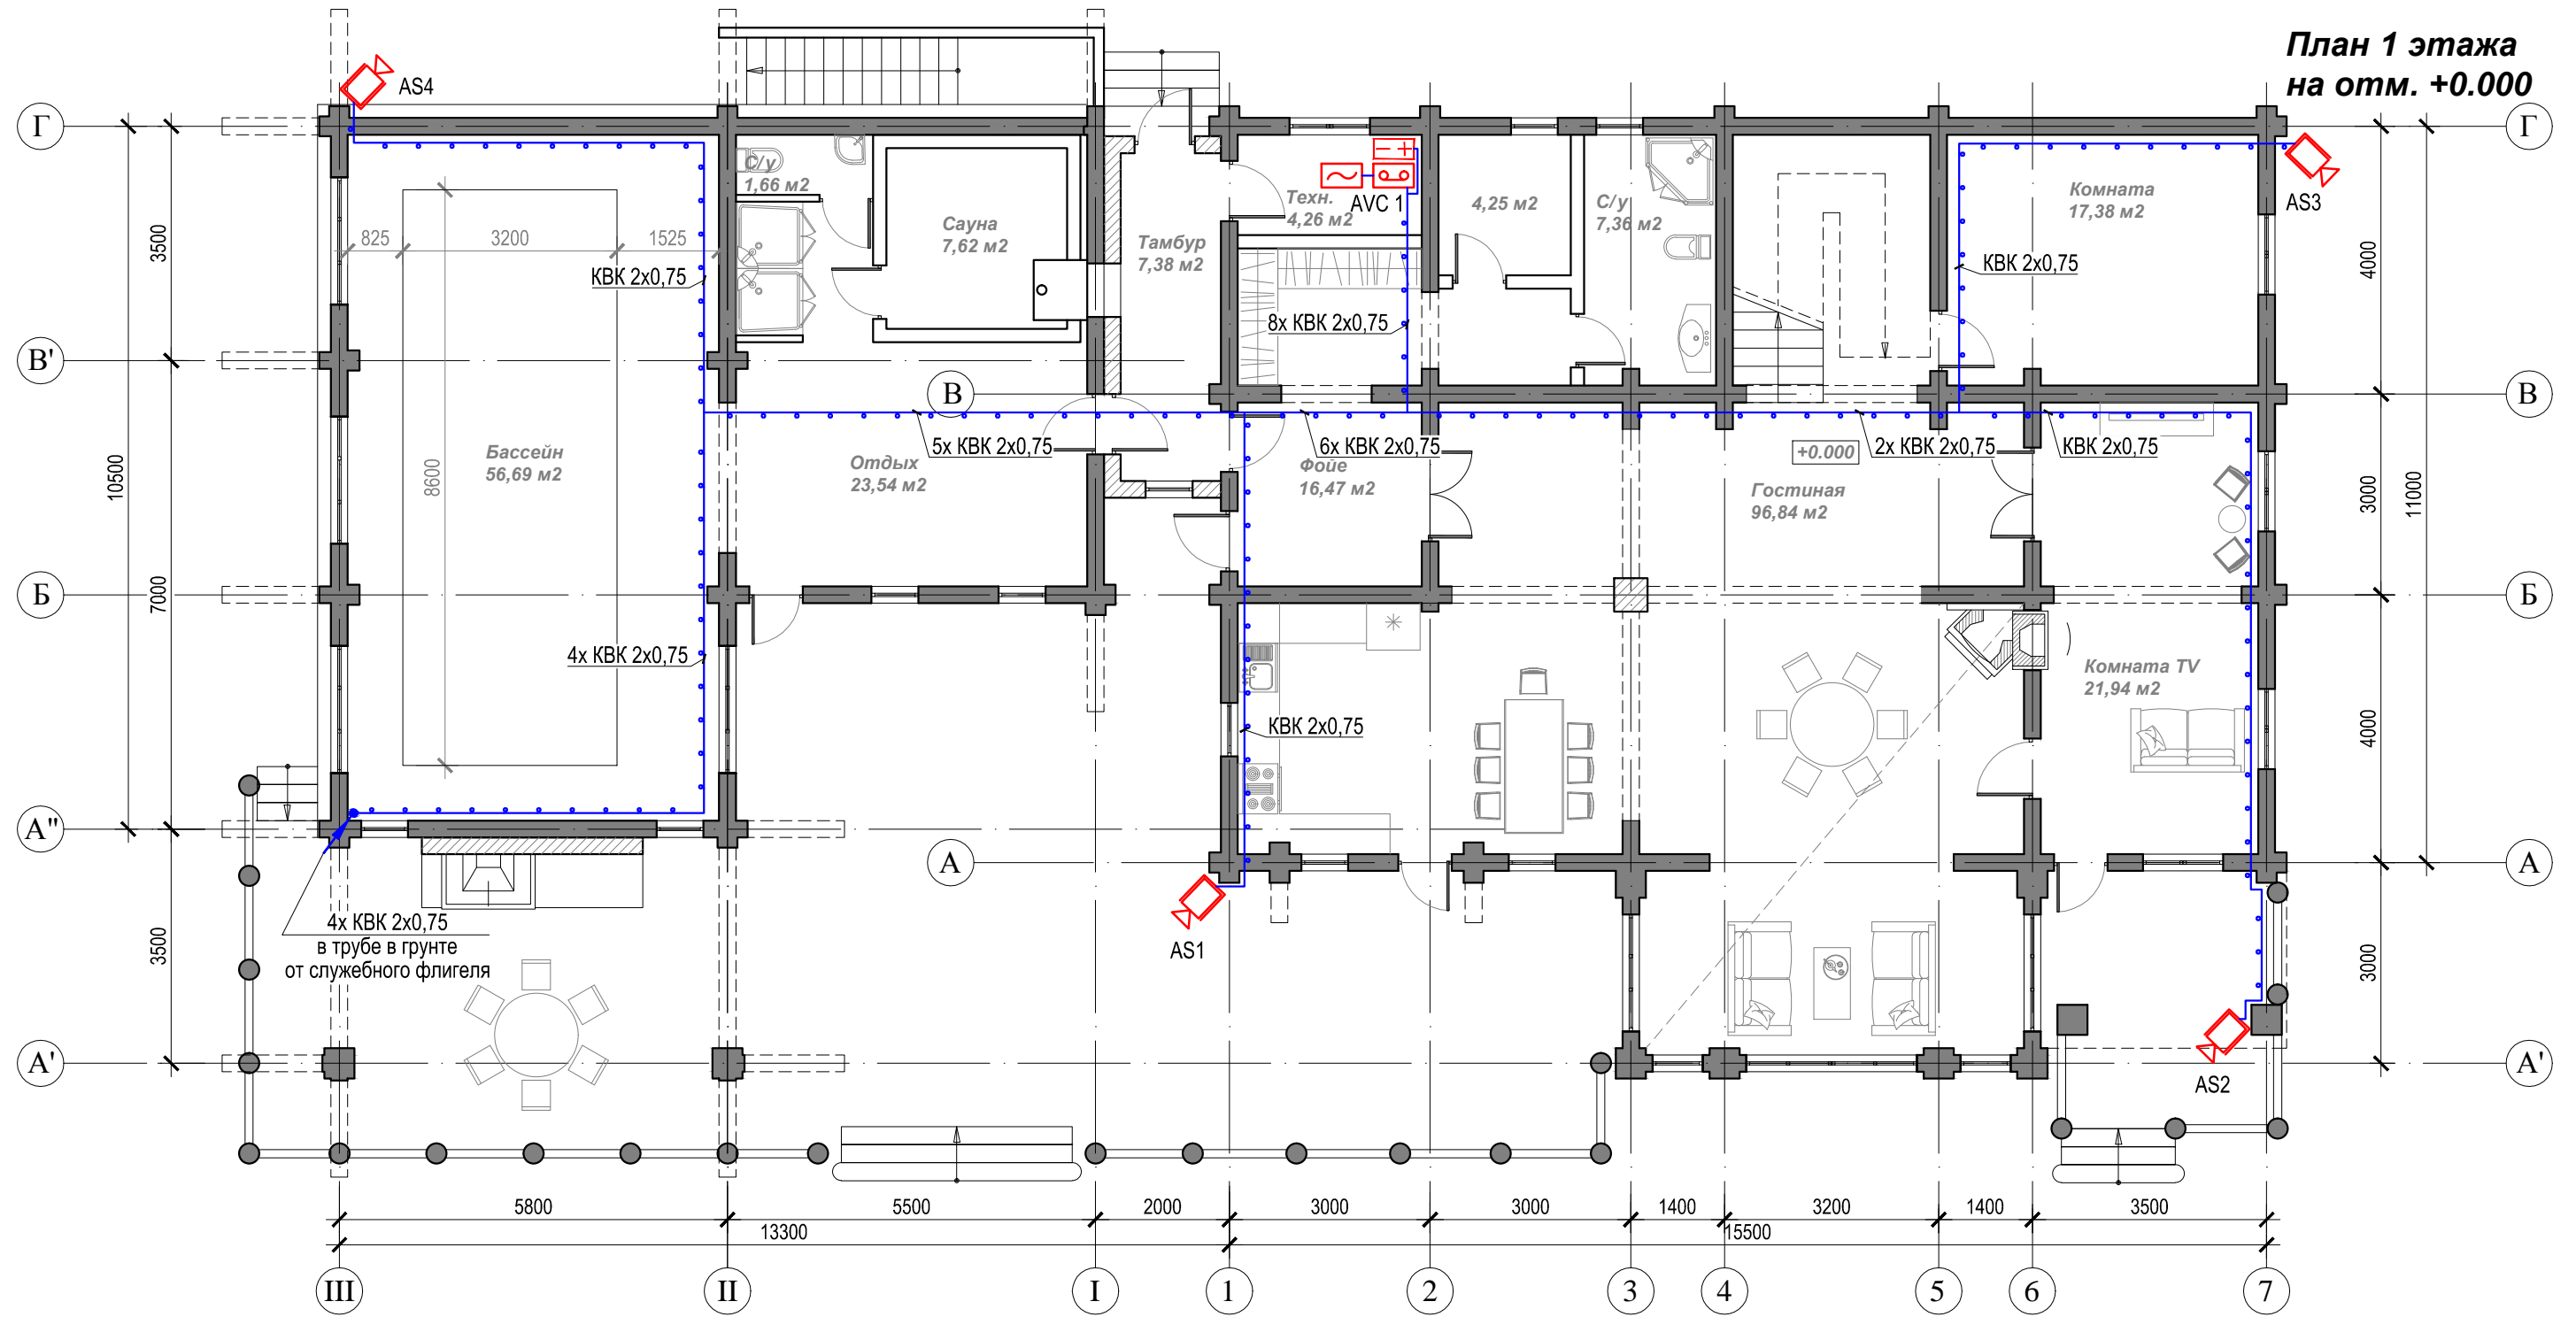 План 1 этажа
на отм. +0.000
AS4
Г
Г
С/у
1,66 м2
Сауна
7,62 м2
Тамбур
7,38 м2
Техн.
4,26 м2
AVC 1
4,25 м2
С/у
7,36 м2
Комната
17,38 м2
AS3
825
3200
1525
3500
4000
КВК 2х0,75
КВК 2х0,75
8х КВК 2х0,75
В'
В
В
5х КВК 2х0,75
6х КВК 2х0,75
2х КВК 2х0,75
КВК 2х0,75
+0.000
Бассейн
56,69 м2
8600
Отдых
23,54 м2
Фойе
16,47 м2
Гостиная
96,84 м2
10500
7000
3000
11000
Б
Б
4х КВК 2х0,75
Комната TV
21,94 м2
КВК 2х0,75
4000
А"
А
А
4х КВК 2х0,75
в трубе в грунте
от служебного флигеля
AS1
3500
3000
AS2
А'
А'
5800
5500
2000
3000
3000
1400
3200
1400
3500
13300
15500
III
II
I
1
2
3
4
5
6
7